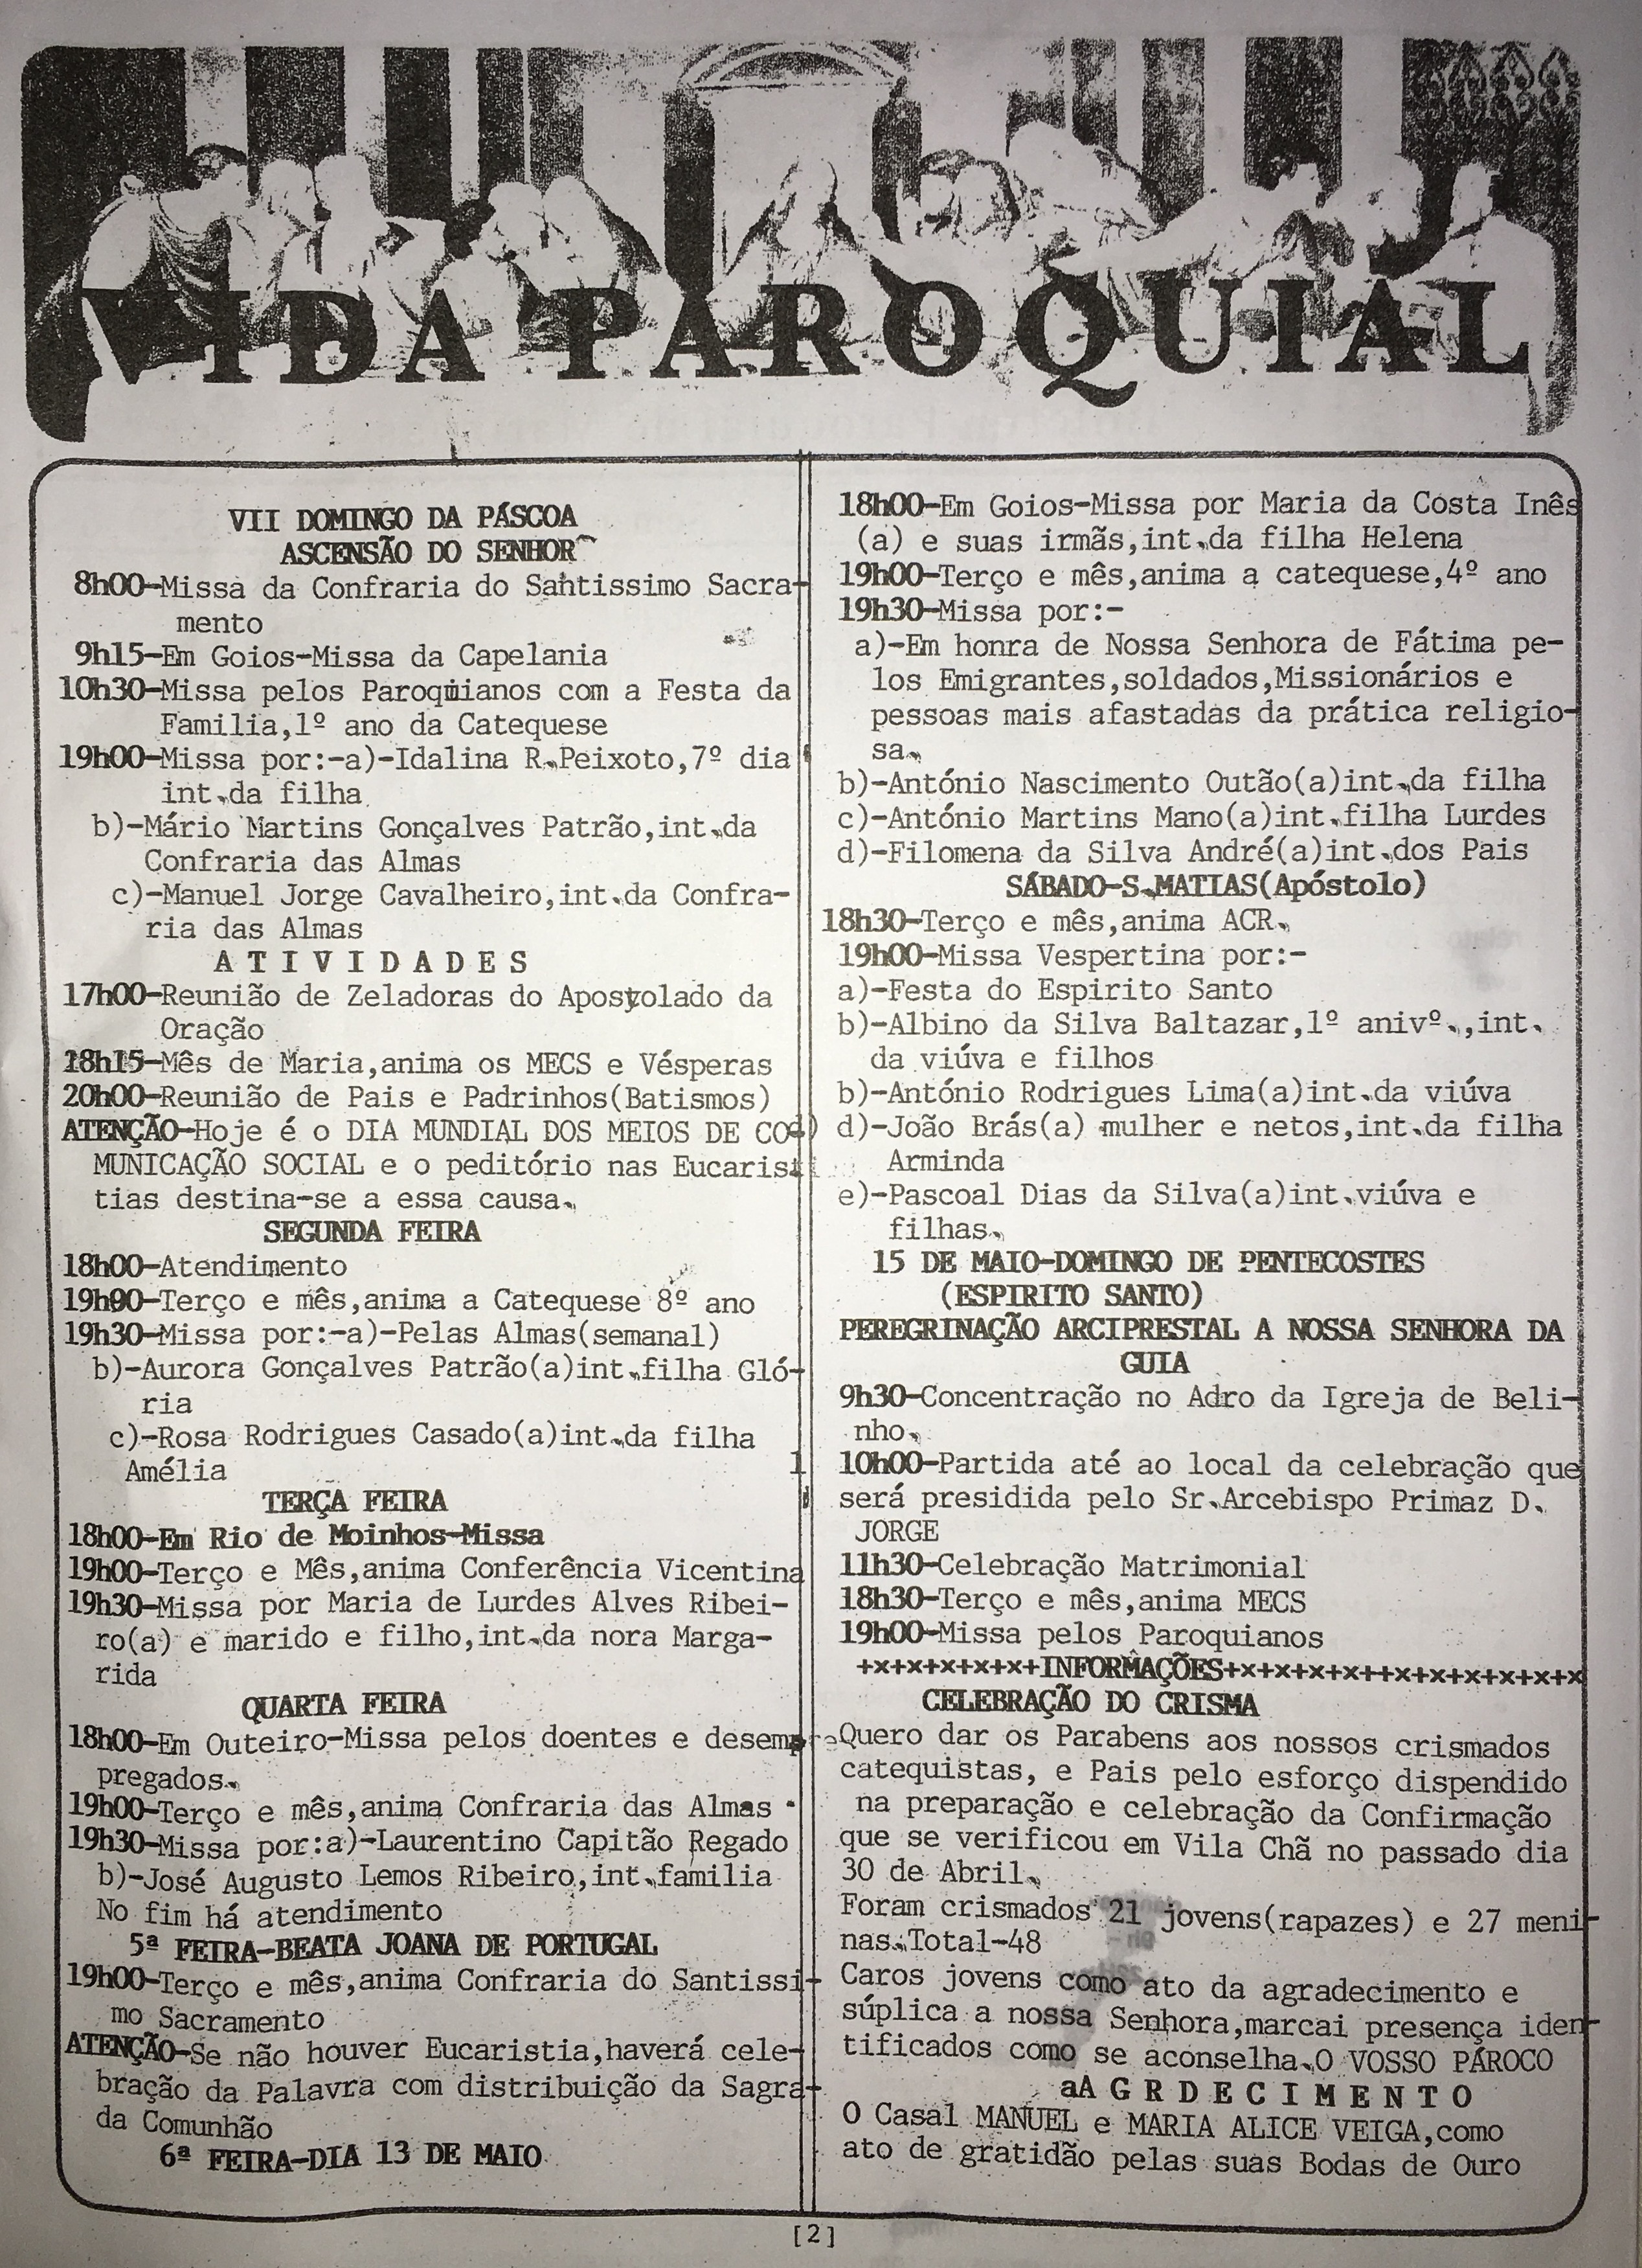 VIDA PAROQUIAL
VII DOMINGO DA PÁSCOA
ASCENSÃO DO SENHOR
8h00-Missa da Confraria do Santissimo Sacra-
mento
9h15-Em Goios-Missa da Capelania
10h30-Missa pelos Paroquianos com a Festa da
Familia,1º ano da Catequese
19h00-Missa por:-a)-Idalina R.Peixoto,7º dia
int.da filha
b)-Mário Martins Gonçalves Patrão,int.da
Confraria das Almas
c)-Manuel Jorge Cavalheiro,int.da Confra-
ria das Almas
A T I V I D A D E S
17h00-Reunião de Zeladoras do Apostolado da
Oração
18h15-Mês de Maria,anima os MECS e Vésperas
20h00-Reunião de Pais e Padrinhos(Batismos)
ATENÇÃO-Hoje é o DIA MUNDIAL DOS MEIOS DE CO-
MUNICAÇÃO SOCIAL e o peditório nas Eucaris-
tias destina-se a essa causa.
SEGUNDA FEIRA
18h00-Atendimento
19h00-Terço e mês,anima a Catequese 8º ano
19h30-Missa por:-a)-Pelas Almas(semanal)
b)-Aurora Gonçalves Patrão(a)int.filha Gló-
ria
c)-Rosa Rodrigues Casado(a)int.da filha
Amélia
TERÇA FEIRA
18h00-Em Rio de Moinhos-Missa
19h00-Terço e Mês,anima Conferência Vicentina
19h30-Missa por Maria de Lurdes Alves Ribei-
ro(a) e marido e filho,int.da nora Marga-
rida
QUARTA FEIRA
18h00-Em Outeiro-Missa pelos doentes e desem-
pregados.
19h00-Terço e mês,anima Confraria das Almas
19h30-Missa por:a)-Laurentino Capitão Regado
b)-José Augusto Lemos Ribeiro,int.familia
No fim há atendimento
5ª FEIRA-BEATA JOANA DE PORTUGAL
19h00-Terço e mês,anima Confraria do Santissi-
mo Sacramento
ATENÇÃO-Se não houver Eucaristia,haverá cele-
bração da Palavra com distribuição da Sagra-
da Comunhão
6ª FEIRA-DIA 13 DE MAIO
18h00-Em Goios-Missa por Maria da Costa Inês
(a) e suas irmãs,int.da filha Helena
19h00-Terço e mês,anima a catequese,4º ano
19h30-Missa por:-
a)-Em honra de Nossa Senhora de Fátima pe-
los Emigrantes,soldados,Missionários e
pessoas mais afastadas da prática religio-
sa.
b)-António Nascimento Outão(a)int.da filha
c)-António Martins Mano(a)int.filha Lurdes
d)-Filomena da Silva André(a)int.dos Pais
SÁBADO-S.MATIAS(Apóstolo)
18h30-Terço e mês,anima ACR.
19h00-Missa Vespertina por:-
a)-Festa do Espirito Santo
b)-Albino da Silva Baltazar,1º anivº.,int.
da viúva e filhos
b)-António Rodrigues Lima(a)int.da viúva
d)-João Brás(a) mulher e netos,int.da filha
Arminda
e)-Pascoal Dias da Silva(a)int.viúva e
filhas.
15 DE MAIO-DOMINGO DE PENTECOSTES
(ESPIRITO SANTO)
PEREGRINAÇÃO ARCIPRESTAL A NOSSA SENHORA DA
GUIA
9h30-Concentração no Adro da Igreja de Beli-
nho.
10h00-Partida até ao local da celebração que
será presidida pelo Sr.Arcebispo Primaz D.
JORGE
11h30-Celebração Matrimonial
18h30-Terço e mês,anima MECS
19h00-Missa pelos Paroquianos
+x+x+x+x+x+INFORMAÇÕES+x+x+x+x++x+x+x+x+x+x
CELEBRAÇÃO DO CRISMA
Quero dar os Parabens aos nossos crismados
catequistas, e Pais pelo esforço dispendido
na preparação e celebração da Confirmação
que se verificou em Vila Chã no passado dia
30 de Abril.
Foram crismados 21 jovens(rapazes) e 27 meni-
nas.Total-48
Caros jovens como ato da agradecimento e
súplica a nossa Senhora,marcai presença iden-
tificados como se aconselha.O VOSSO PÁROCO
aA G R D E C I M E N T O
O Casal MANUEL e MARIA ALICE VEIGA,como
ato de gratidão pelas suas Bodas de Ouro
[2]